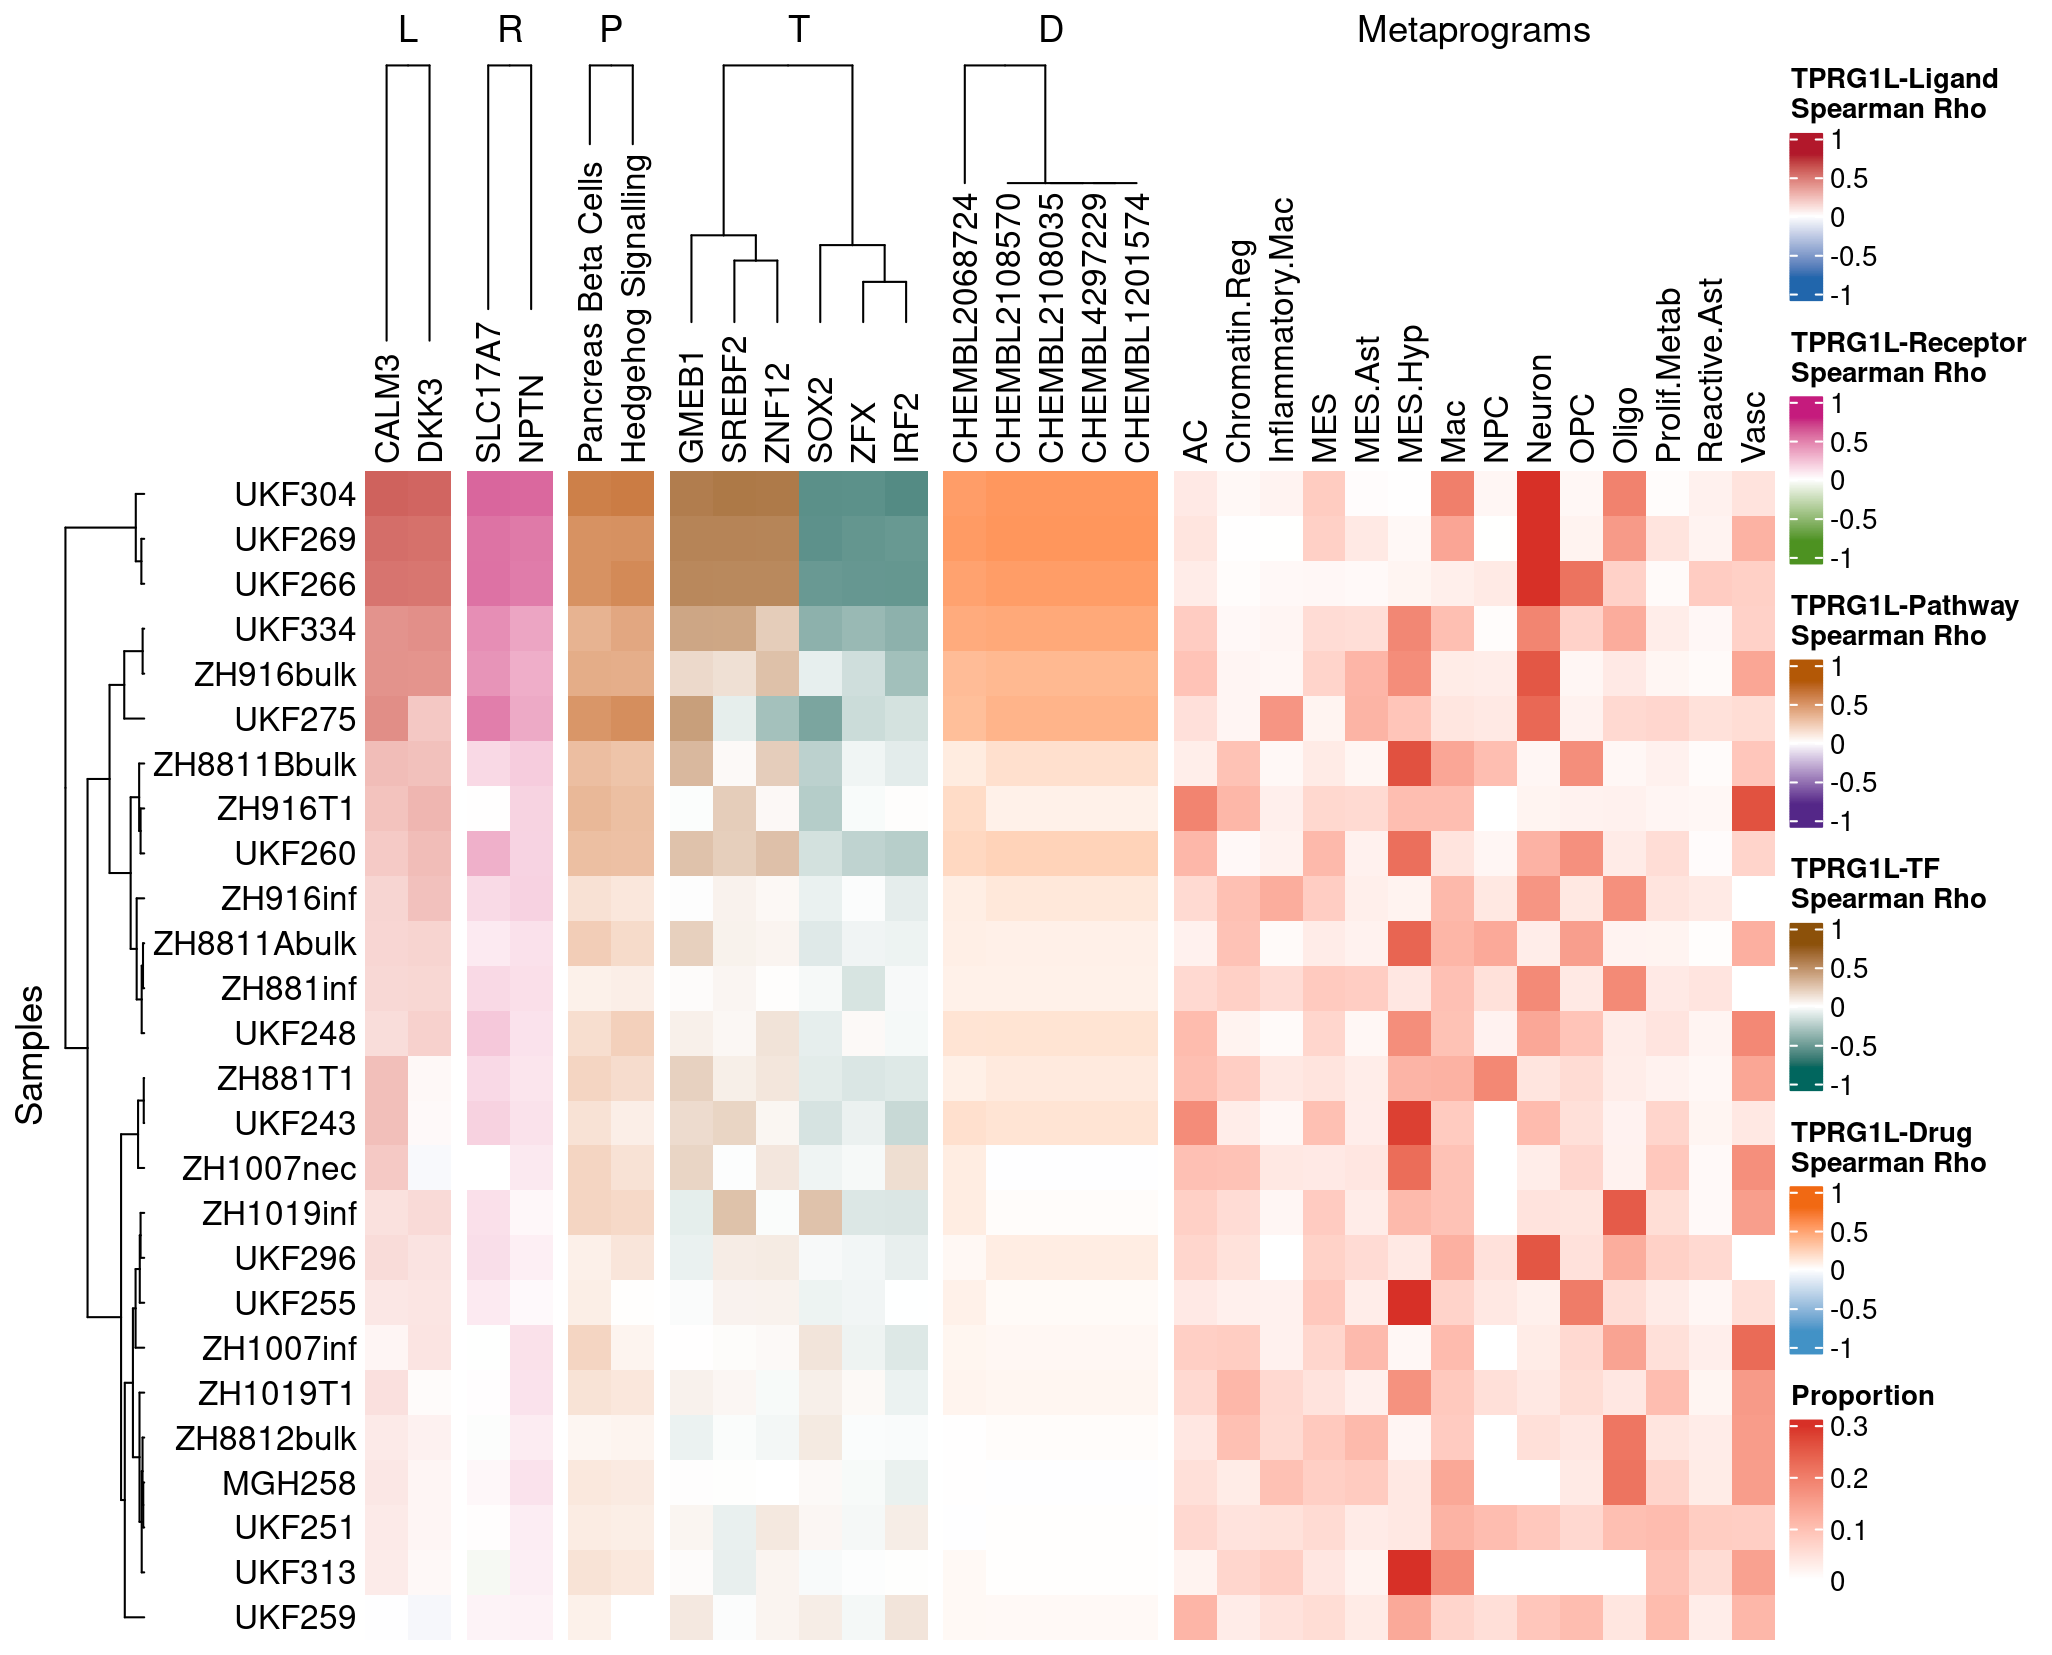 L R P T D Metaprograms
CALM3
DKK3
SLC17A7
NPTN
Pancreas Beta Cells
Hedgehog Signalling
GMEB1
SREBF2
ZNF12
SOX2
ZFX
IRF2
CHEMBL2068724
CHEMBL2108570
CHEMBL2108035
CHEMBL4297229
CHEMBL1201574
AC
Chromatin.Reg
Inflammatory.Mac
MES
MES.Ast
MES.Hyp
Mac
NPC
Neuron
OPC
Oligo
Prolif.Metab
Reactive.Ast
Vasc
Samples
UKF304
UKF269
UKF266
UKF334
ZH916bulk
UKF275
ZH8811Bbulk
ZH916T1
UKF260
ZH916inf
ZH8811Abulk
ZH881inf
UKF248
ZH881T1
UKF243
ZH1007nec
ZH1019inf
UKF296
UKF255
ZH1007inf
ZH1019T1
ZH8812bulk
MGH258
UKF251
UKF313
UKF259
TPRG1L-Ligand
Spearman Rho
1
0.5
0
-0.5
-1
TPRG1L-Receptor
Spearman Rho
1
0.5
0
-0.5
-1
TPRG1L-Pathway
Spearman Rho
1
0.5
0
-0.5
-1
TPRG1L-TF
Spearman Rho
1
0.5
0
-0.5
-1
TPRG1L-Drug
Spearman Rho
1
0.5
0
-0.5
-1
Proportion
0.3
0.2
0.1
0